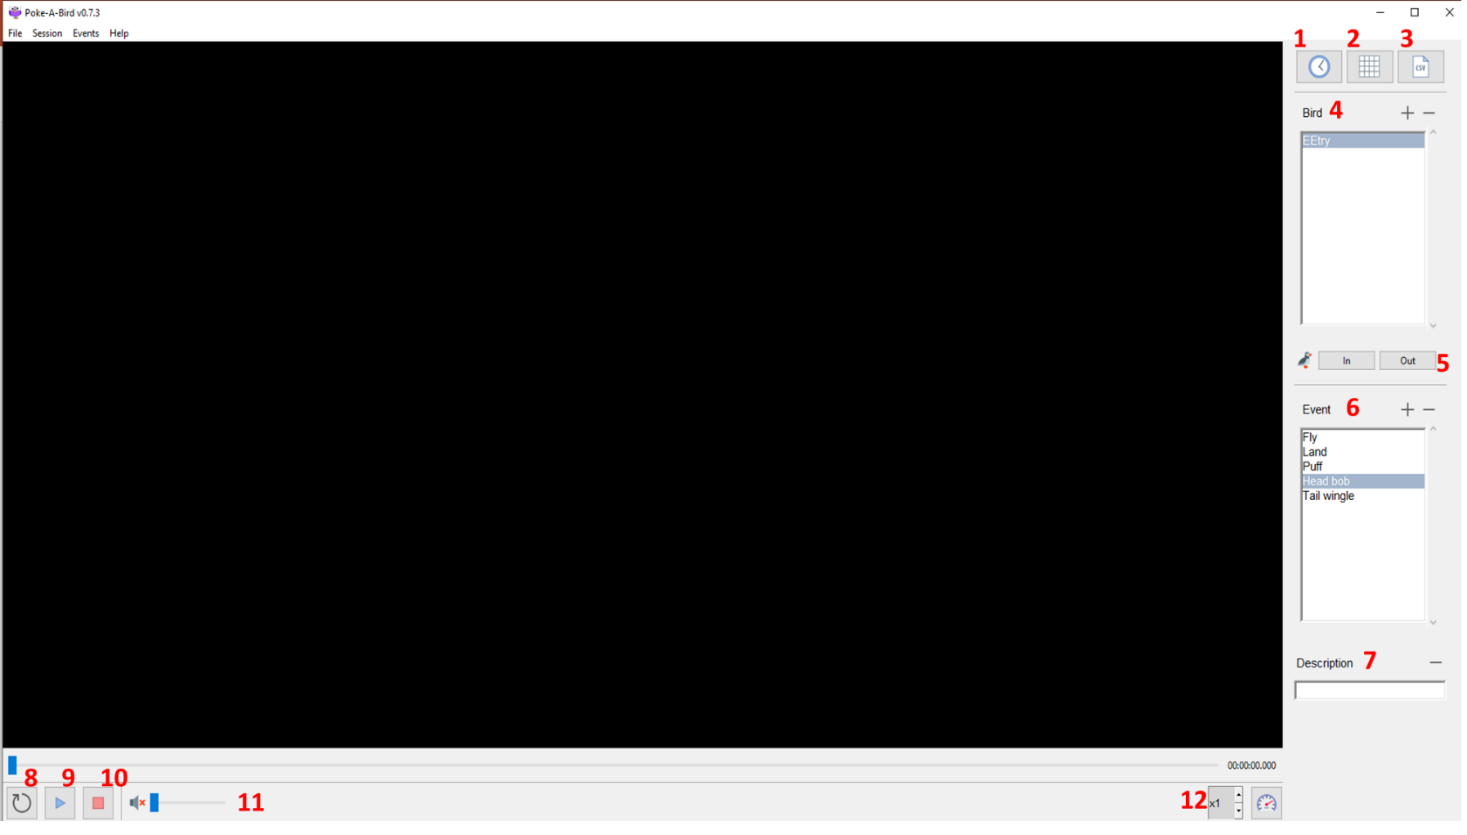 Poke-A-Bird v0.7.3
File Session Events Help
1 2 3
CSV
Bird 4
EEtry
In Out 5
Event 6
Fly
Land
Puff
Head bob
Tail wingle
Description 7
00:00:00.000
8 9 10
11
12 x1